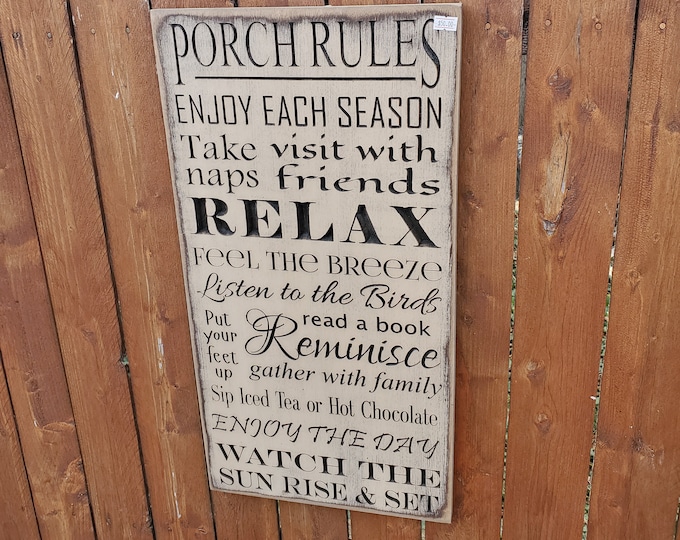 PORCH RULES
ENJOY EACH SEASON
Take naps
visit with friends
RELAX
FEEL THE BREEZE
Listen to the Birds
Put your feet up
read a book
Reminisce
gather with family
Sip Iced Tea or Hot Chocolate
ENJOY THE DAY
WATCH THE
SUN RISE & SET